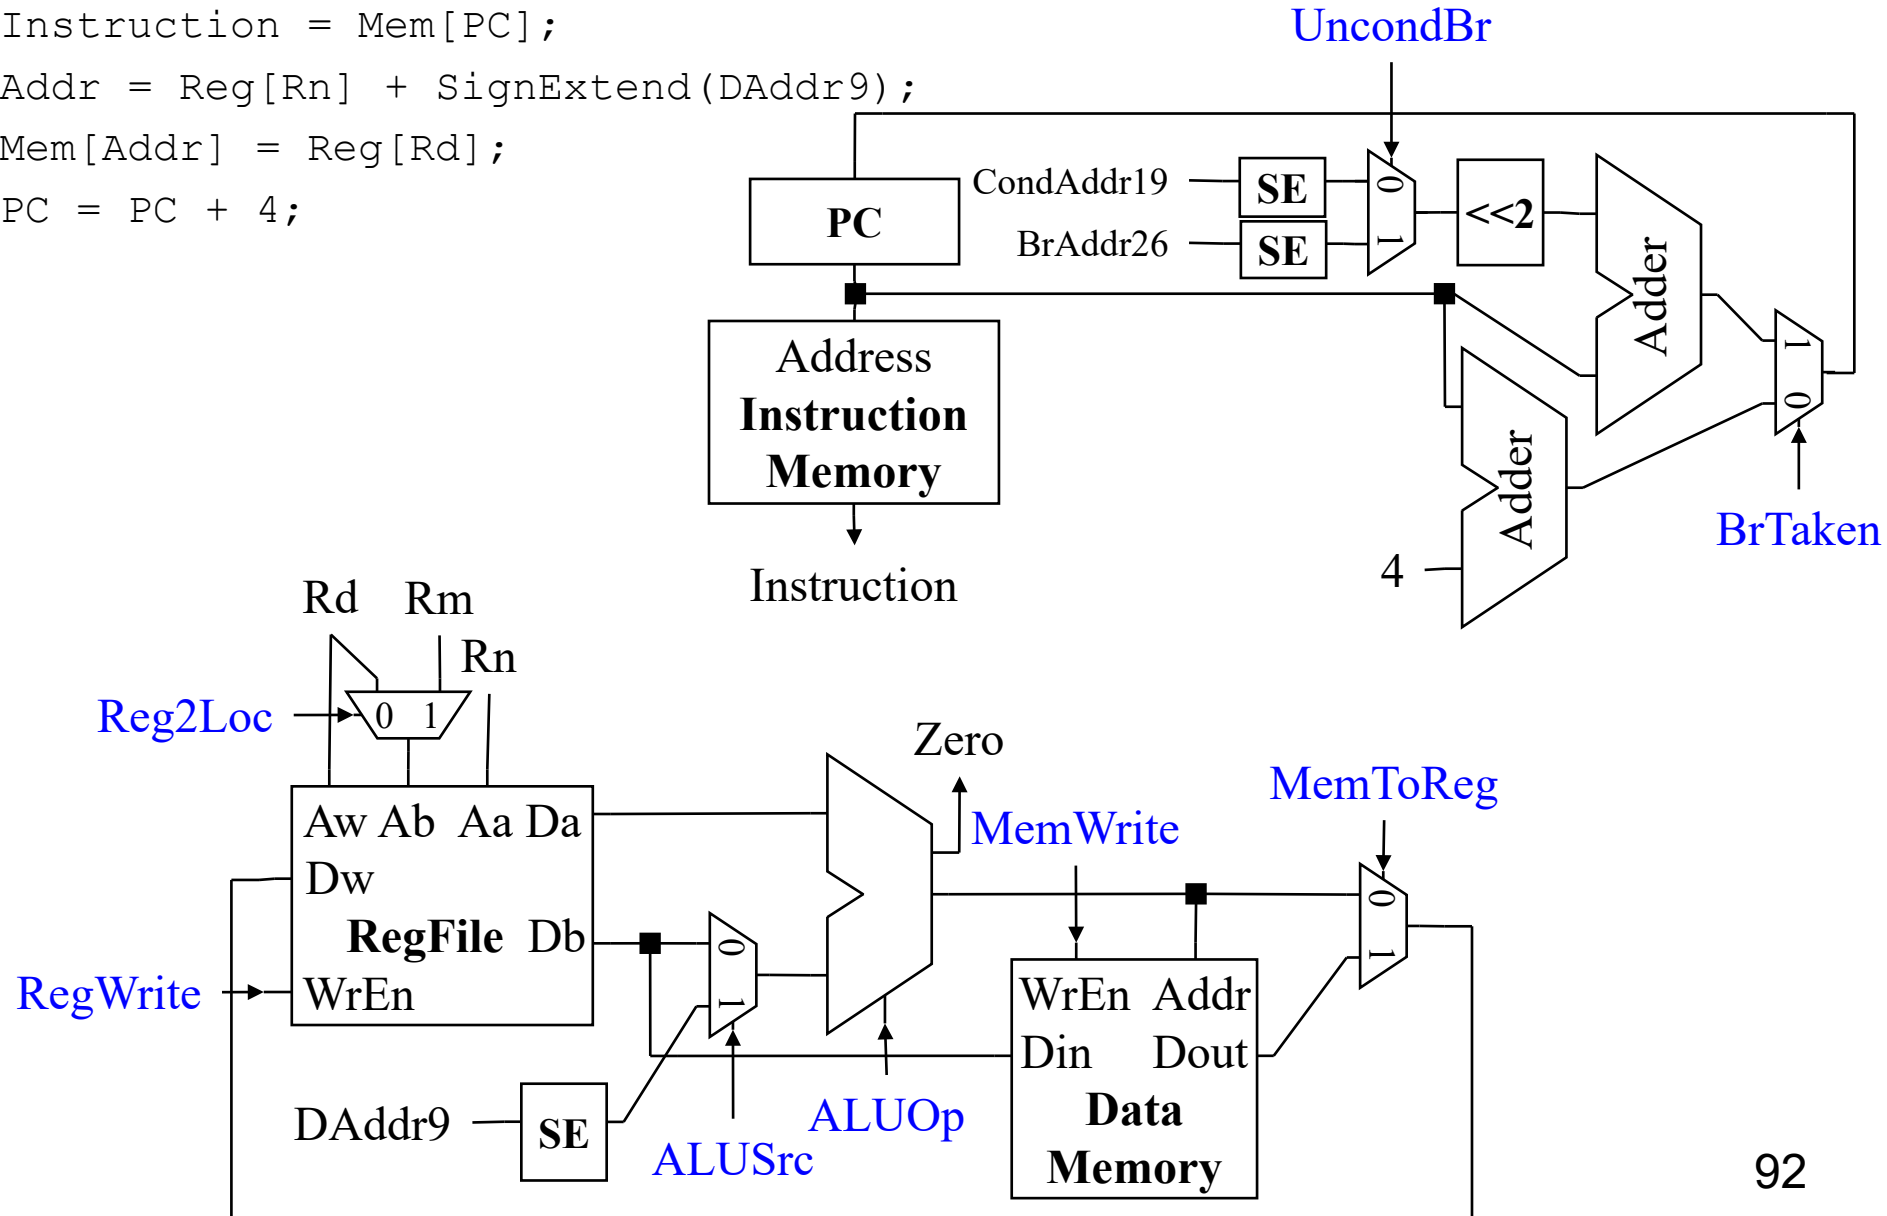 Instruction = Mem[PC];
Addr = Reg[Rn] + SignExtend(DAddr9);
Mem[Addr] = Reg[Rd];
PC = PC + 4;
UncondBr
CondAddr19
SE
0
<<2
BrAddr26
SE
1
PC
Adder
Address
Instruction
Memory
1
0
Adder
BrTaken
4
Instruction
Rd Rm
Rn
Reg2Loc
0 1
Zero
MemToReg
MemWrite
Aw Ab Aa Da
Dw
RegFile Db
0
1
0
1
RegWrite
WrEn
WrEn Addr
Din Dout
Data
Memory
DAddr9
SE
ALUOp
ALUSrc
92